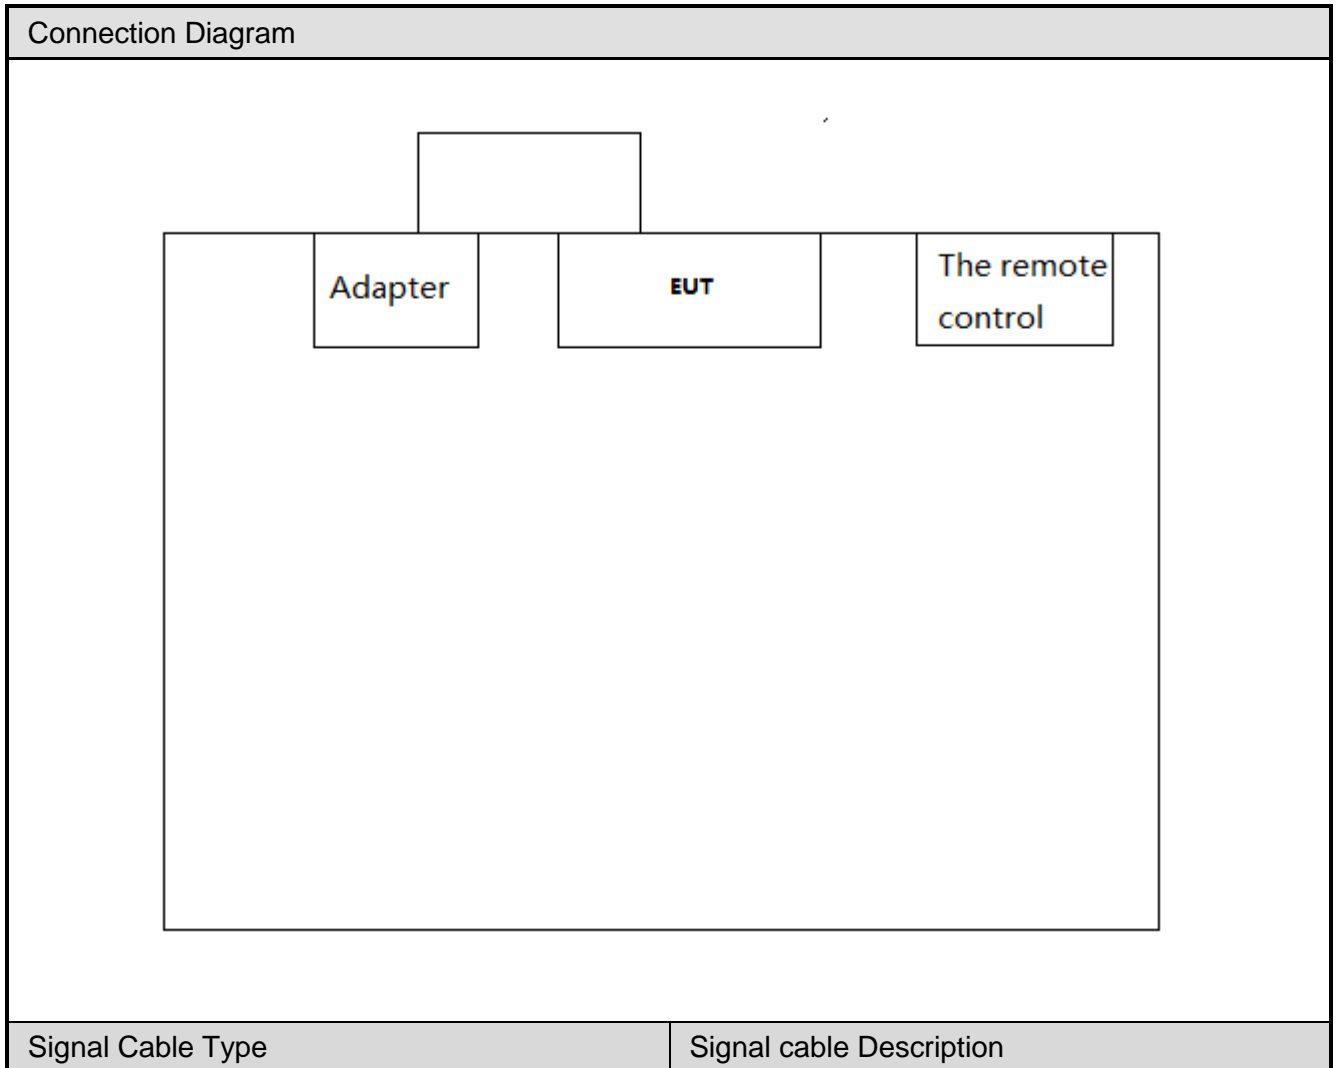 Connection Diagram
Adapter
EUT
The remote
control
Signal Cable Type
Signal cable Description